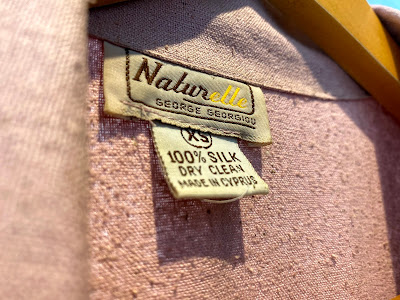 Naturelle
GEORGE GEORGIOU
XS
100% SILK
DRY CLEAN
MADE IN CYPRUS